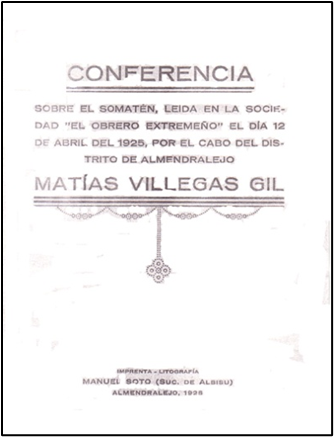 CONFERENCIA
SOBRE EL SOMATÉN, LEIDA EN LA SOCIE-
DAD "EL OBRERO EXTREMEÑO" EL DÍA 12
DE ABRIL DEL 1925, POR EL CABO DEL DIS-
TRITO DE ALMENDRALEJO
MATÍAS VILLEGAS GIL
IMPRENTA - LITOGRAFÍA
MANUEL SOTO (SUC. DE ALBISU)
ALMENDRALEJO, 1925